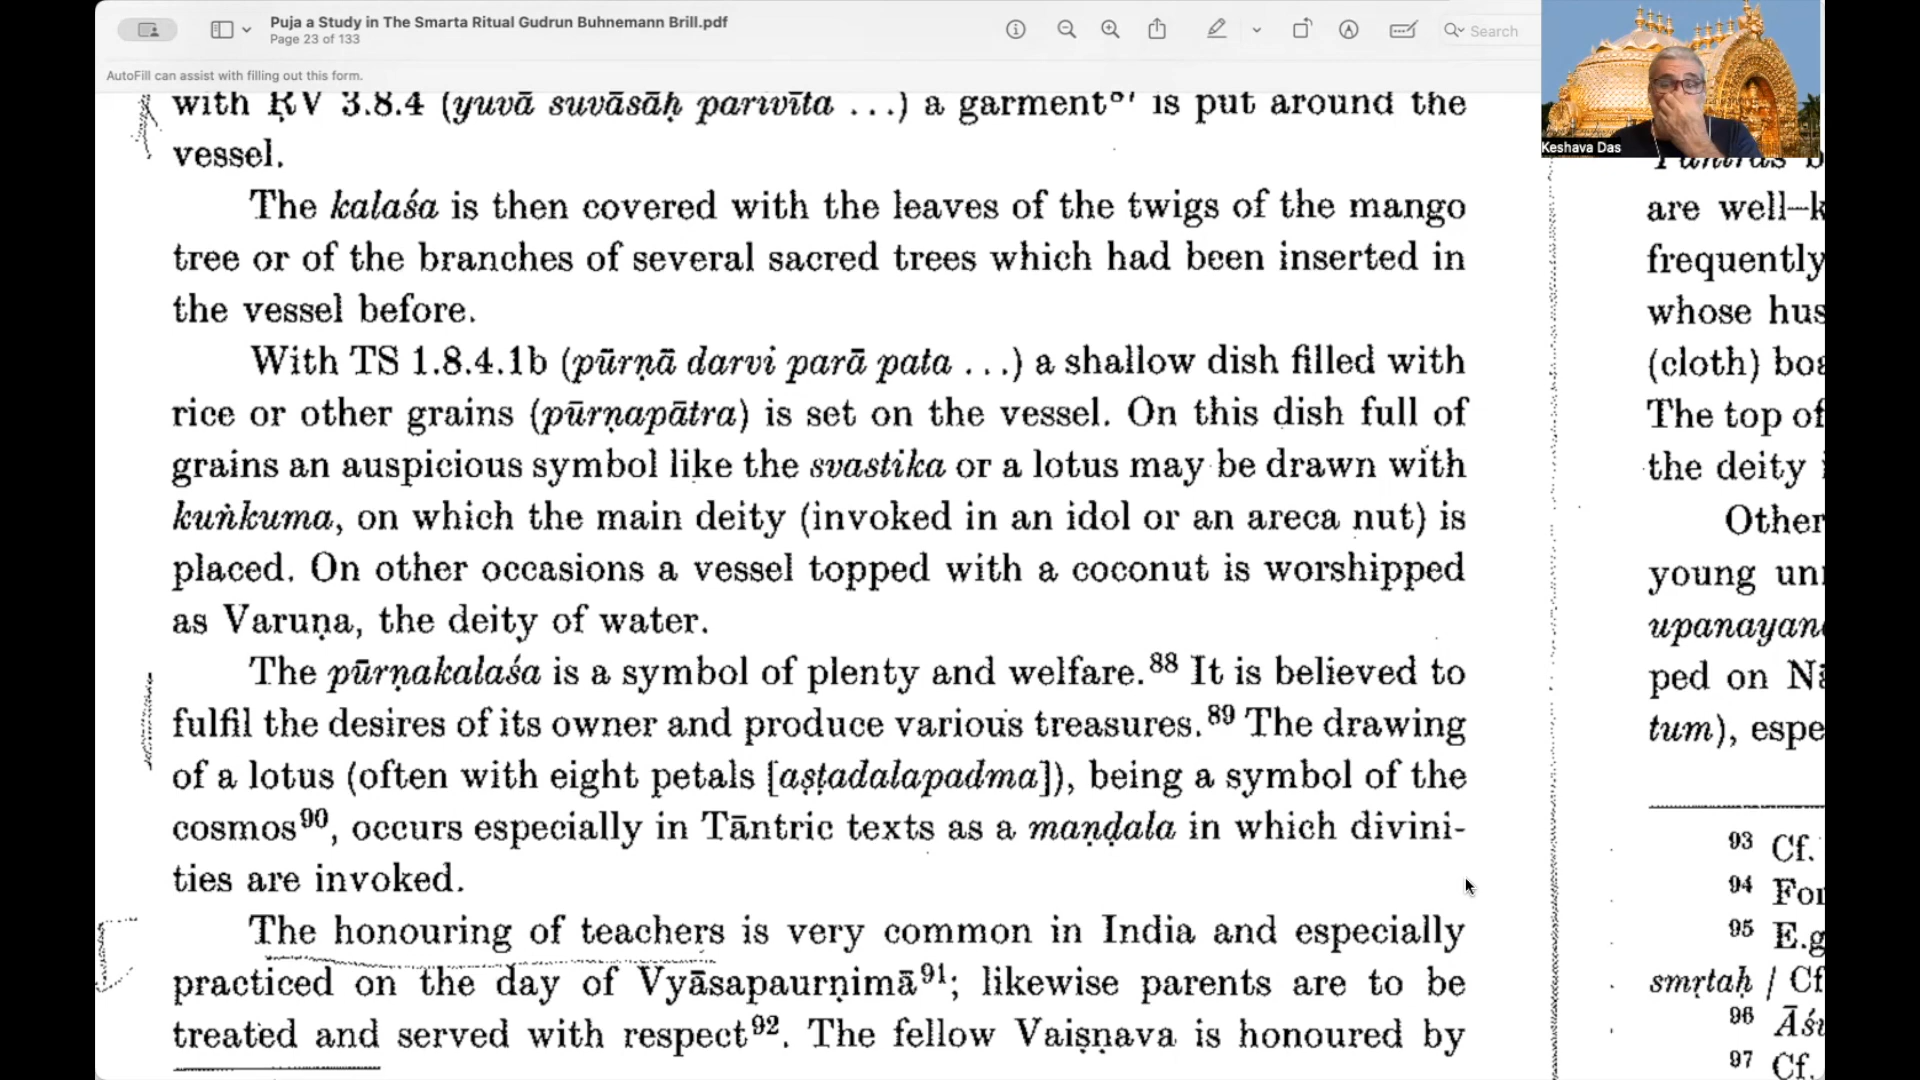 Puja a Study in The Smarta Ritual Gudrun Buhnemann Brill.pdf
Page 23 of 133
Search
AutoFill can assist with filling out this form.
Keshava Das
with ṚV 3.8.4 (yuvā suvāsāḥ parivīta ...) a garment⁸⁷ is put around the
vessel.
The kalaśa is then covered with the leaves of the twigs of the mango
tree or of the branches of several sacred trees which had been inserted in
the vessel before.
With TS 1.8.4.1b (pūrṇā darvi parā pata ...) a shallow dish filled with
rice or other grains (pūrṇapātra) is set on the vessel. On this dish full of
grains an auspicious symbol like the svastika or a lotus may be drawn with
kuṅkuma, on which the main deity (invoked in an idol or an areca nut) is
placed. On other occasions a vessel topped with a coconut is worshipped
as Varuṇa, the deity of water.
The pūrṇakalaśa is a symbol of plenty and welfare.⁸⁸ It is believed to
fulfil the desires of its owner and produce various treasures.⁸⁹ The drawing
of a lotus (often with eight petals [aṣṭadalapadma]), being a symbol of the
cosmos⁹⁰, occurs especially in Tāntric texts as a maṇḍala in which divini-
ties are invoked.
The honouring of teachers is very common in India and especially
practiced on the day of Vyāsapaurṇimā⁹¹; likewise parents are to be
treated and served with respect⁹². The fellow Vaiṣṇava is honoured by
are well-k
frequently
whose hus
(cloth) boa
The top of
the deity
Other
young un
upanayan
ped on Nā
tum), espe
93 Cf.
94 For
95 E.g
smṛtaḥ / Cf
96 Āśv
97 Cf.